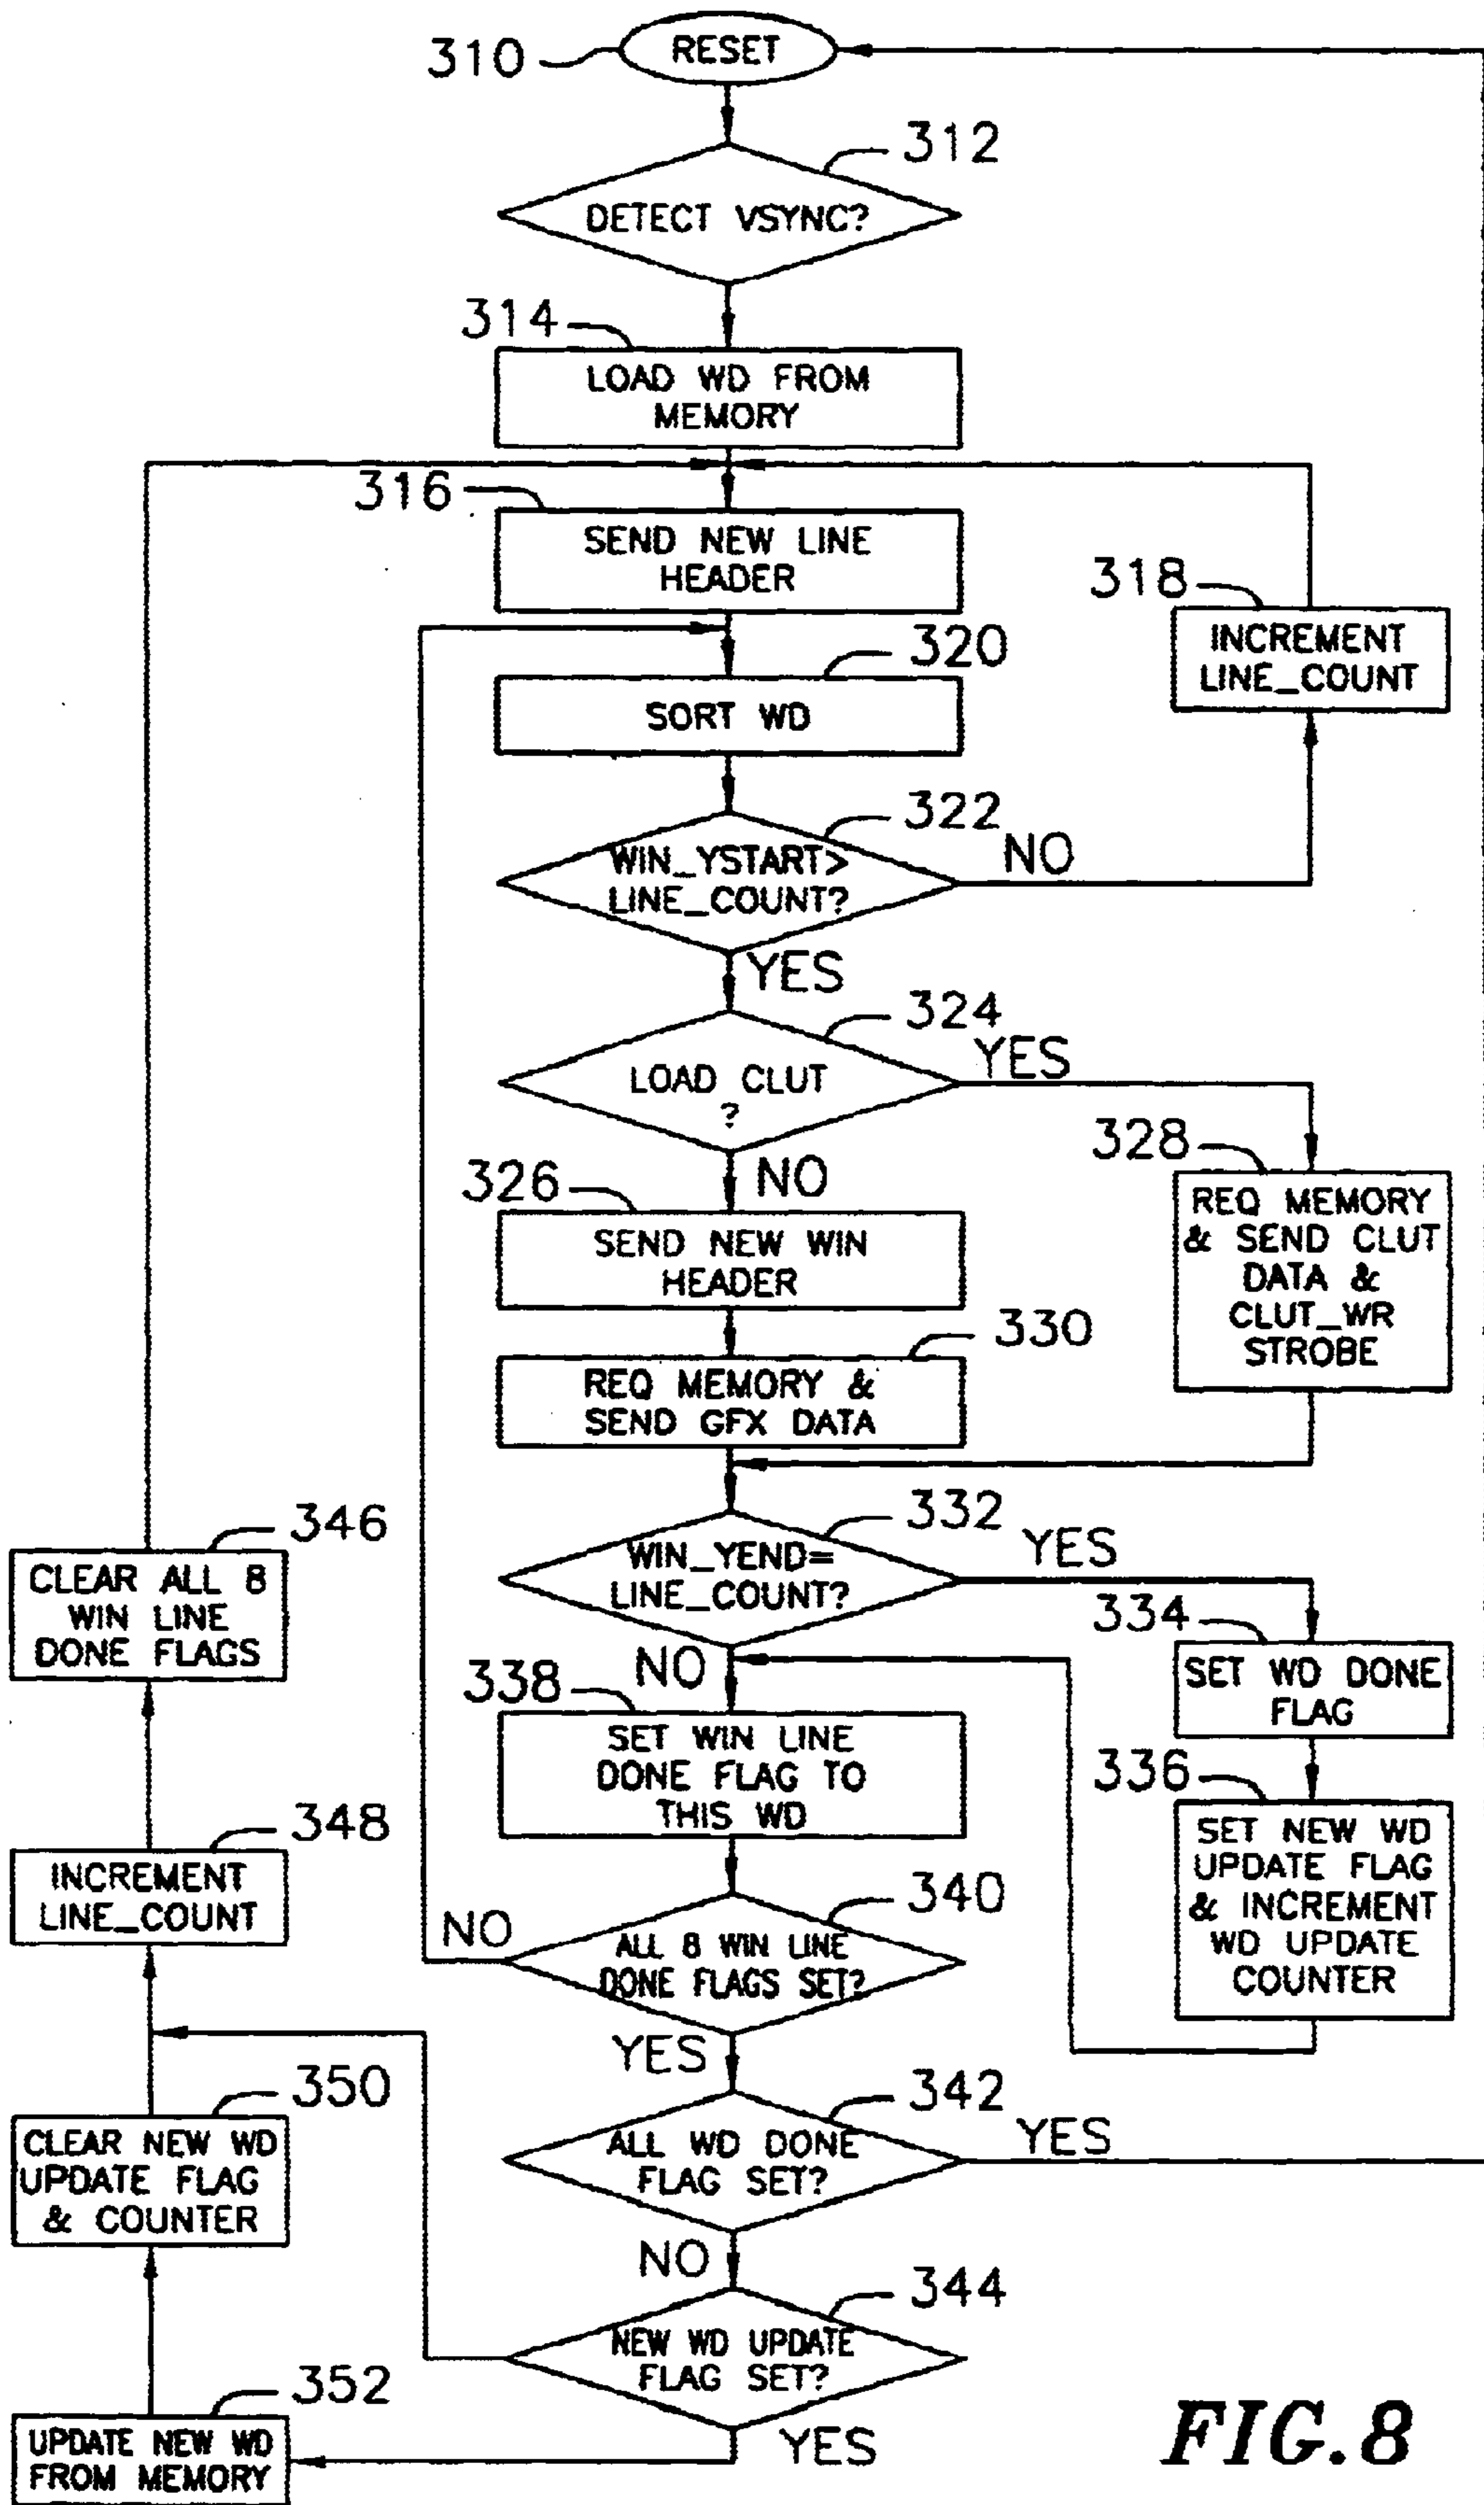 310
RESET
312
DETECT VSYNC?
314
LOAD WD FROM
MEMORY
316
SEND NEW LINE
HEADER
318
INCREMENT
LINE_COUNT
320
SORT WD
322
WIN_YSTART>
LINE_COUNT?
NO
YES
324
LOAD CLUT
?
YES
NO
326
SEND NEW WIN
HEADER
328
REQ MEMORY
& SEND CLUT
DATA &
CLUT_WR
STROBE
330
REQ MEMORY &
SEND GFX DATA
332
WIN_YEND=
LINE_COUNT?
YES
NO
334
SET WD DONE
FLAG
336
SET NEW WD
UPDATE FLAG
& INCREMENT
WD UPDATE
COUNTER
338
SET WIN LINE
DONE FLAG TO
THIS WD
340
ALL 8 WIN LINE
DONE FLAGS SET?
NO
YES
342
ALL WD DONE
FLAG SET?
YES
NO
344
NEW WD UPDATE
FLAG SET?
YES
346
CLEAR ALL 8
WIN LINE
DONE FLAGS
348
INCREMENT
LINE_COUNT
350
CLEAR NEW WD
UPDATE FLAG
& COUNTER
352
UPDATE NEW WD
FROM MEMORY
FIG.8